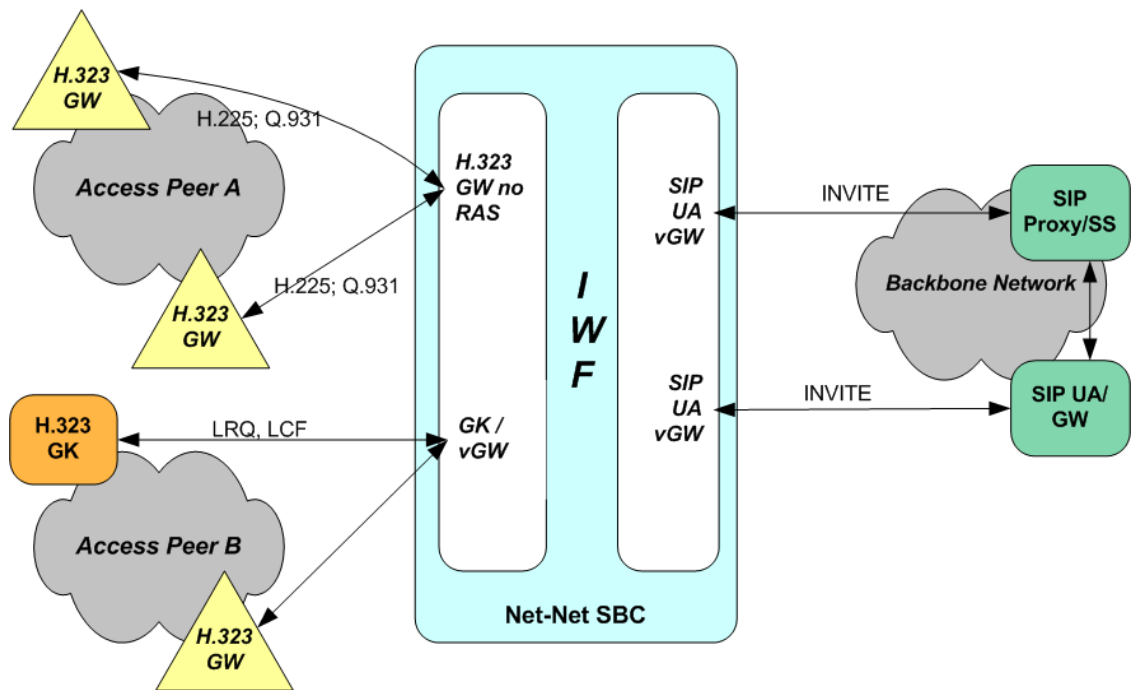 H.323
GW
H.225; Q.931
Access Peer A
H.225; Q.931
H.323
GW
H.323
GK
LRQ, LCF
Access Peer B
H.323
GW
H.323
GW no
RAS
GK /
vGW
I
W
F
SIP
UA
vGW
SIP
UA
vGW
Net-Net SBC
INVITE
SIP
Proxy/SS
Backbone Network
INVITE
SIP UA/
GW